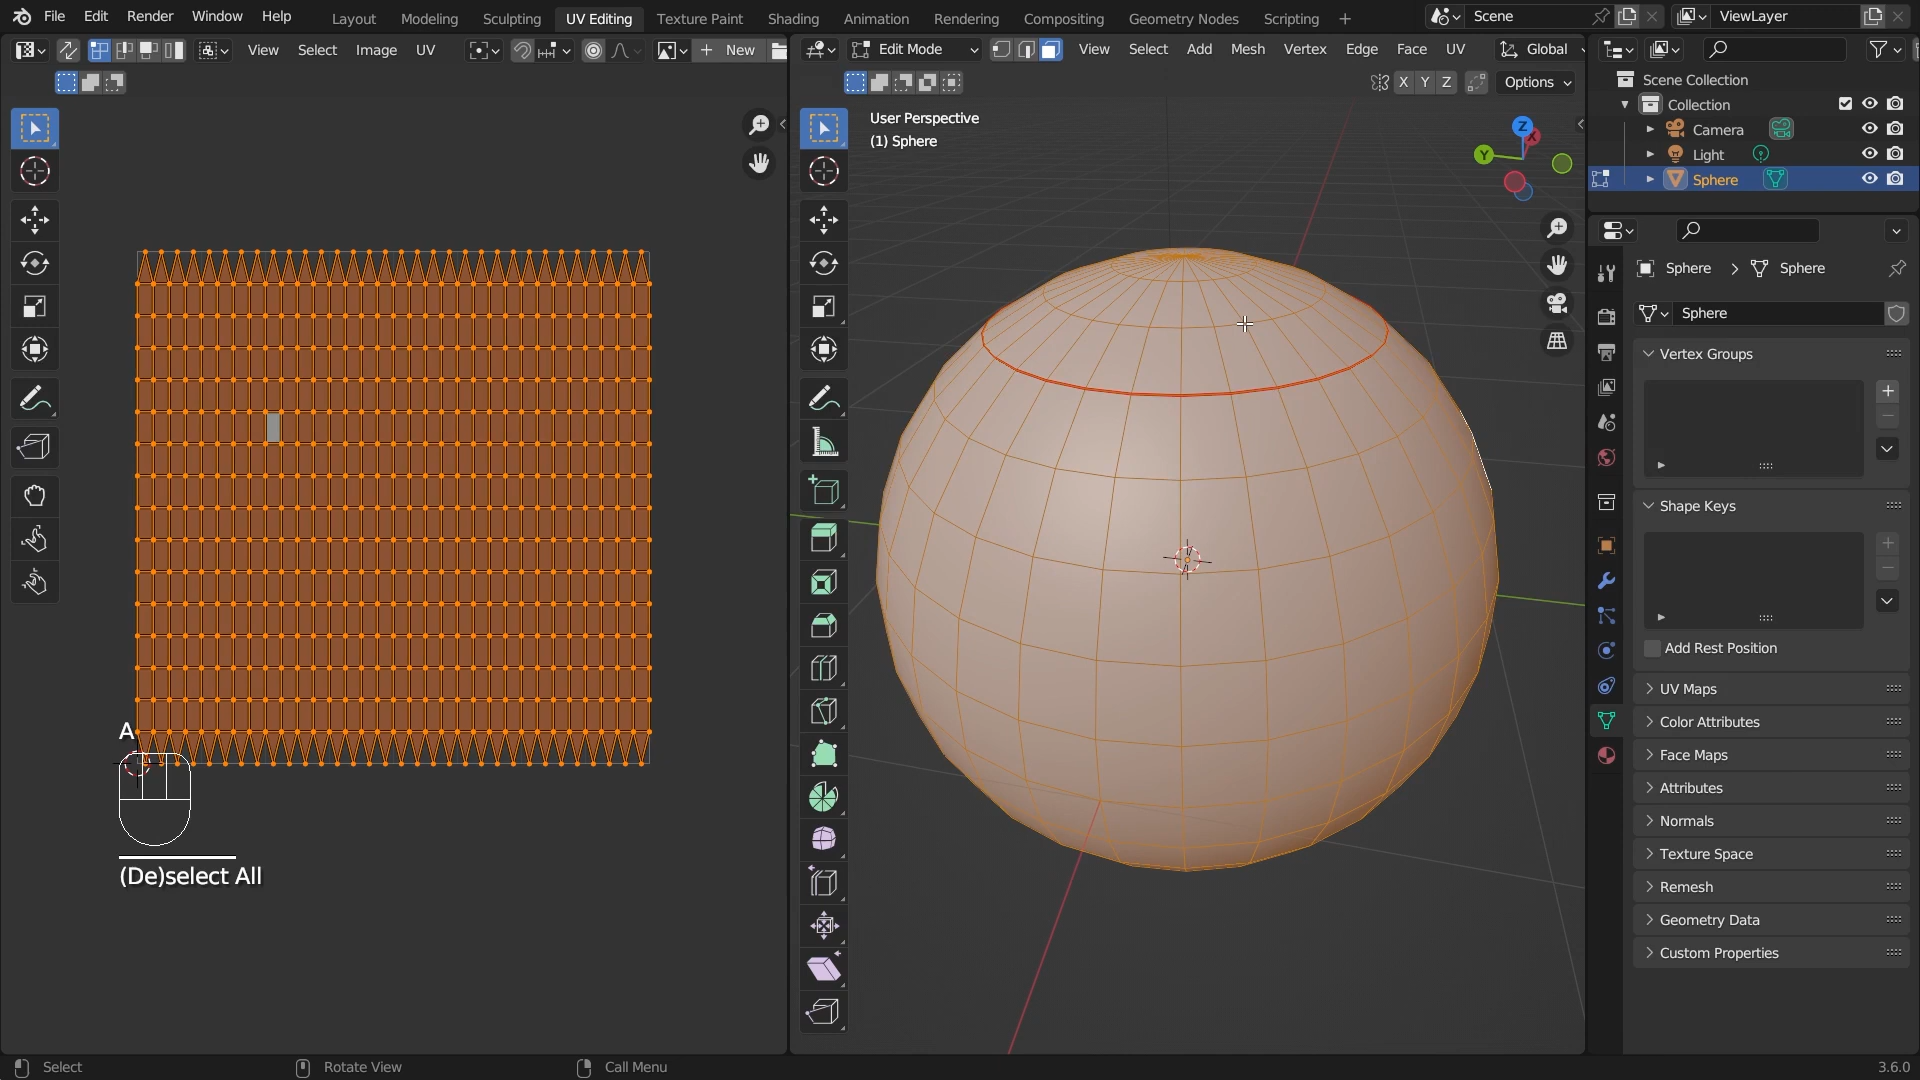 File Edit Render Window Help Layout Modeling Sculpting UV Editing Texture Paint Shading Animation Rendering Compositing Geometry Nodes Scripting + Scene ViewLayer
View Select Image UV + New Edit Mode View Select Add Mesh Vertex Edge Face UV Global
X Y Z Options
User Perspective
(1) Sphere
Z
X
Y
Scene Collection
Collection
Camera
Light
Sphere
Sphere > Sphere
Sphere
Vertex Groups
Shape Keys
Add Rest Position
UV Maps
Color Attributes
Face Maps
Attributes
Normals
Texture Space
Remesh
Geometry Data
Custom Properties
A
(De)select All
Select Rotate View Call Menu 3.6.0